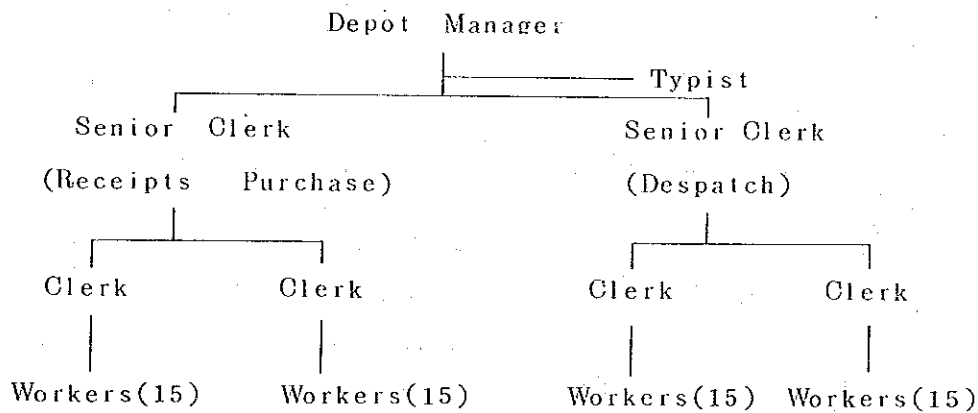 Depot Manager
Typist
Senior Clerk Senior Clerk
(Receipts Purchase) (Despatch)
Clerk Clerk Clerk Clerk
Workers(15) Workers(15) Workers(15) Workers(15)